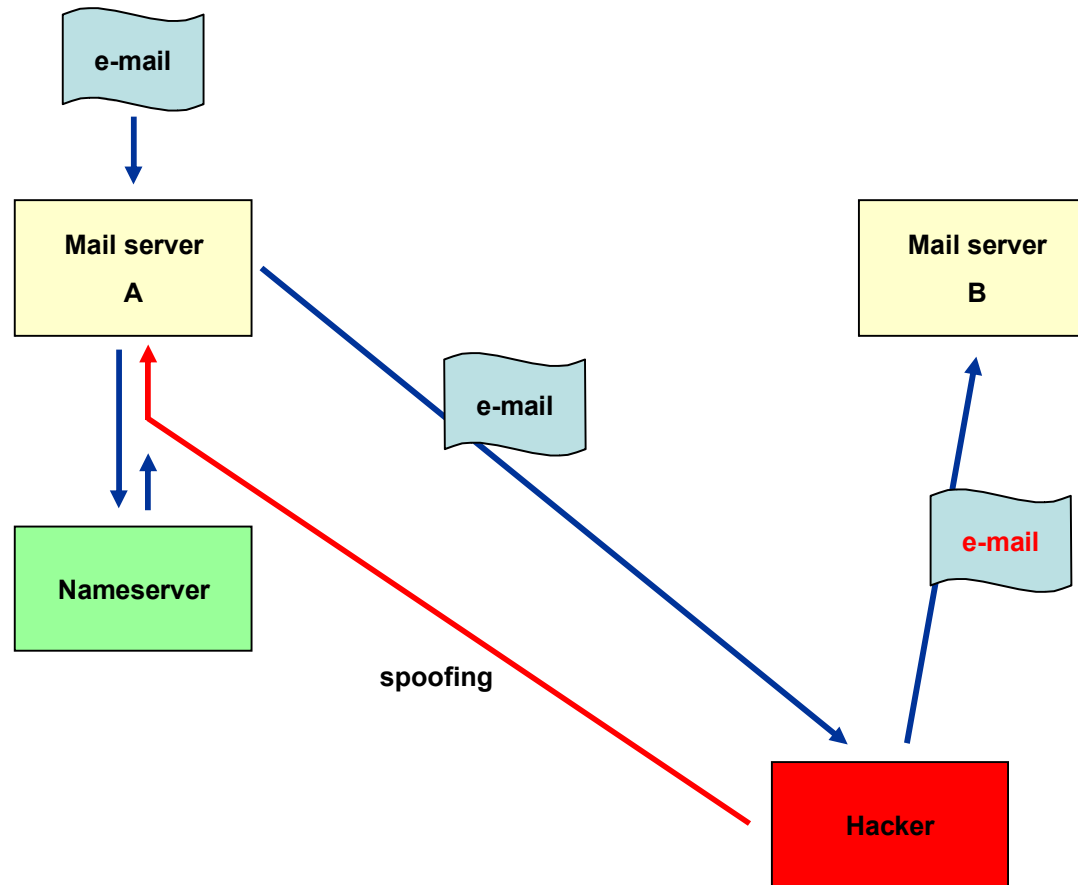 e-mail
Mail server
A
Mail server
B
e-mail
e-mail
Nameserver
spoofing
Hacker